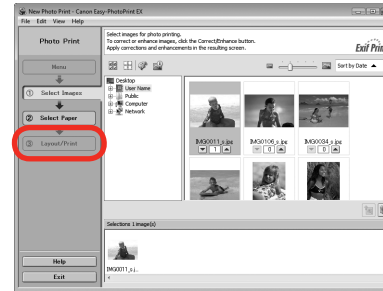 New Photo Print - Canon Easy-PhotoPrint EX
File Edit View Help
Photo Print
Select images for photo printing.
To correct or enhance images, click the Correct/Enhance button.
Apply corrections and enhancements in the resulting screen.
Exif Prin
Menu
1 Select Images
2 Select Paper
3 Layout/Print
Sort by Date
Desktop
User Name
Public
Computer
Network
IMG0011_s.jpg
IMG0106_s.jpg
IMG0034_s.jpg
1
0
0
Selections 1image(s)
IMG0011_s.j...
Help
Exit